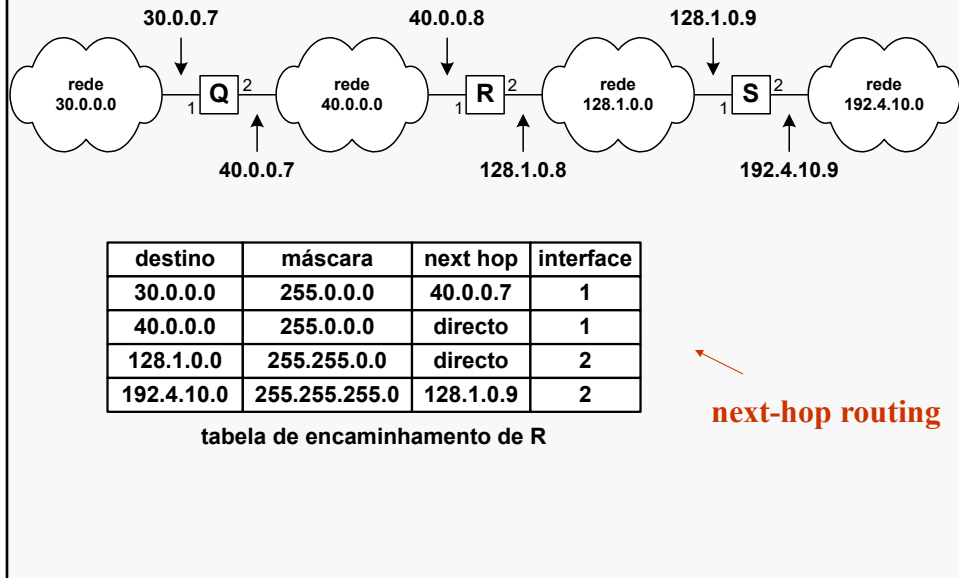 30.0.0.7
40.0.0.8
128.1.0.9
rede
30.0.0.0
1
Q
2
rede
40.0.0.0
1
R
2
rede
128.1.0.0
1
S
2
rede
192.4.10.0
40.0.0.7
128.1.0.8
192.4.10.9
destino máscara next hop interface
30.0.0.0 255.0.0.0 40.0.0.7 1
40.0.0.0 255.0.0.0 directo 1
128.1.0.0 255.255.0.0 directo 2
192.4.10.0 255.255.255.0 128.1.0.9 2
next-hop routing
tabela de encaminhamento de R